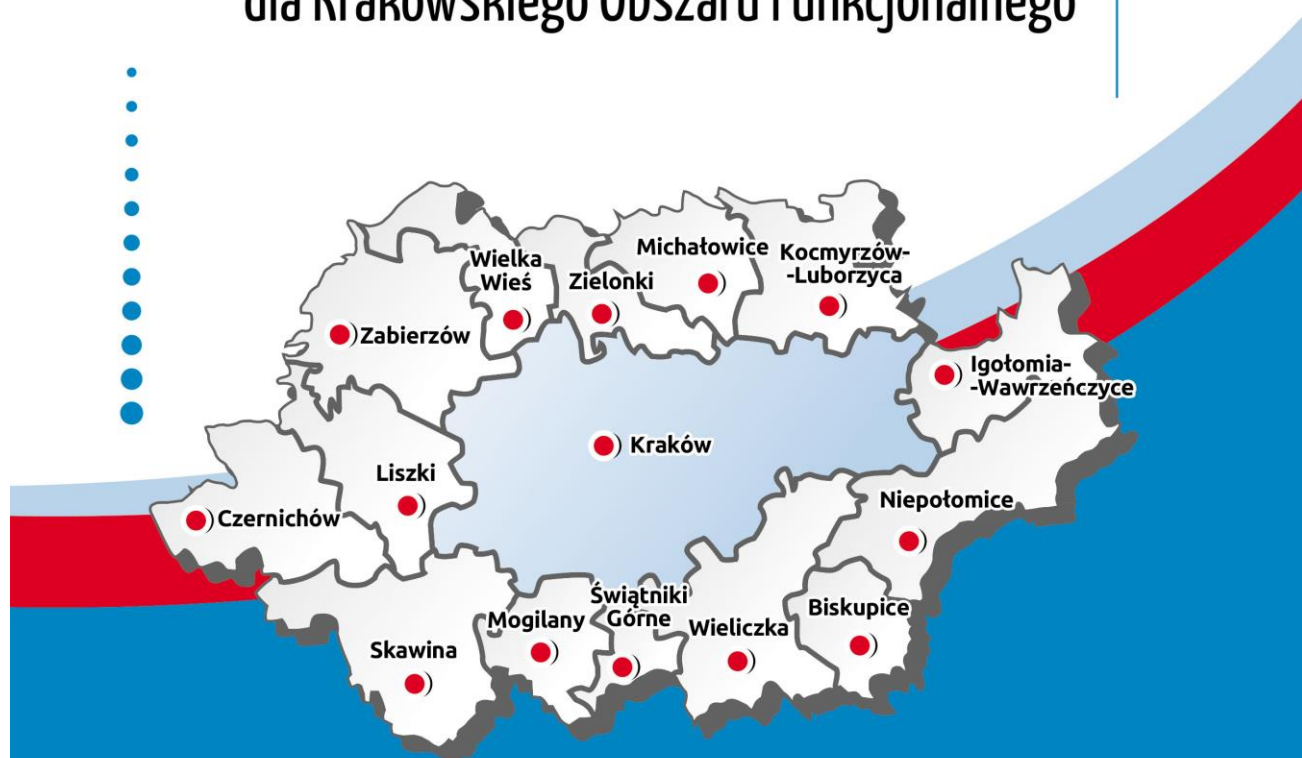 dla Krakowskiego Obszaru Funkcjonalnego
Michałowice
Kocmyrzów-
-Luborzyca
Wielka
Wieś
Zielonki
Zabierzów
Igołomia-
-Wawrzeńczyce
Kraków
Liszki
Niepołomice
Czernichów
Świątniki
Górne
Biskupice
Mogilany
Wieliczka
Skawina